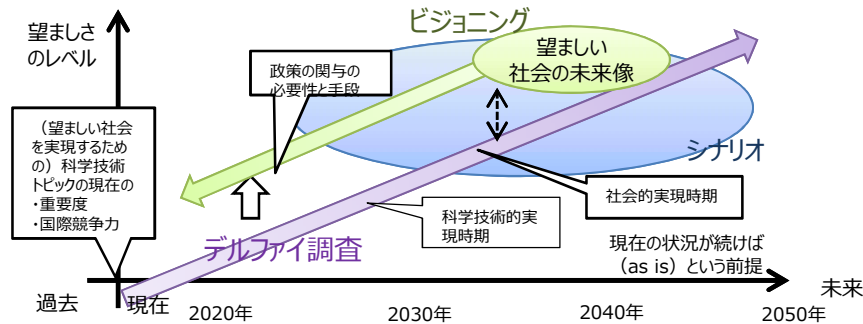 望ましさ
のレベル
ビジョニング
望ましい
社会の未来像
政策の関与の
必要性と手段
（望ましい社会
を実現するため
の）科学技術
トピックの現在の
・重要度
・国際競争力
シナリオ
社会的実現時期
科学技術的実
現時期
デルファイ調査
現在の状況が続けば
（as is）という前提
過去
現在
未来
2020年
2030年
2040年
2050年